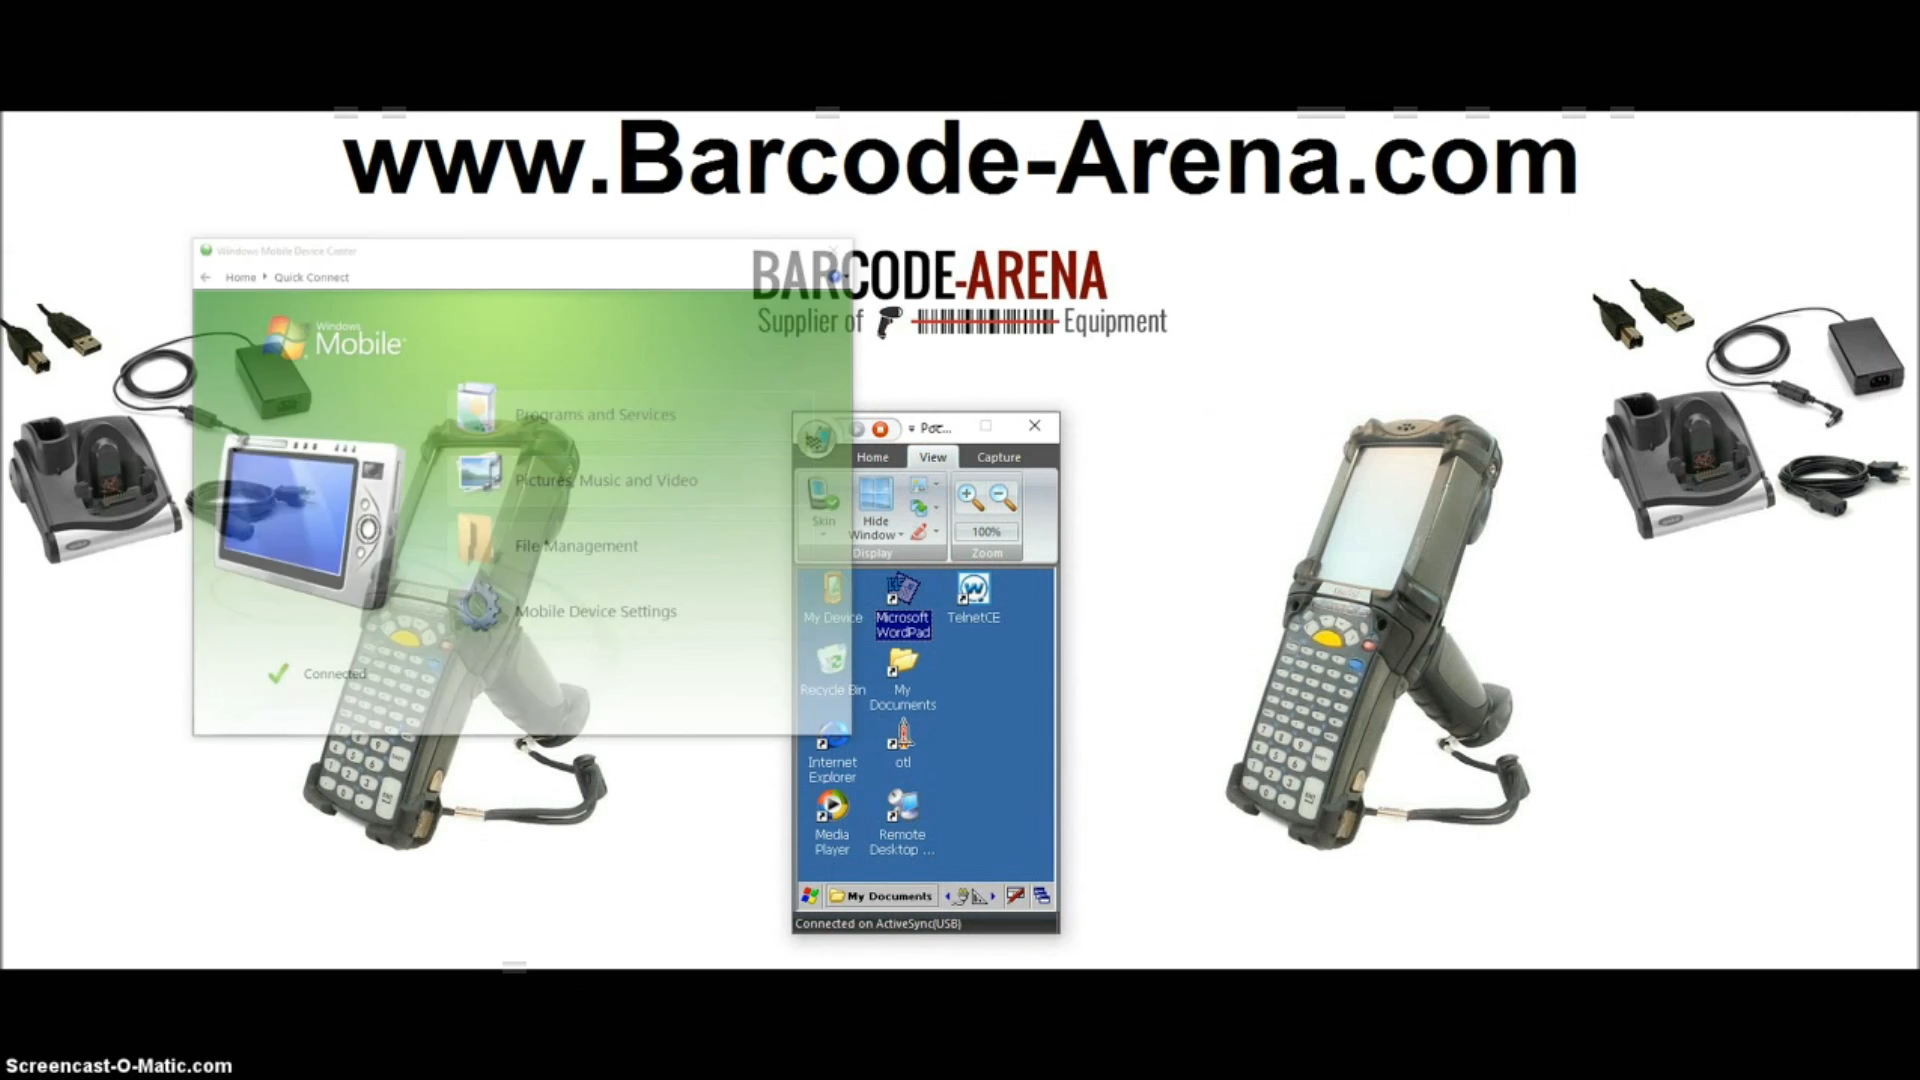 www.Barcode-Arena.com
BARCODE-ARENA
Supplier of Equipment
Windows Mobile Device Center
Home Quick Connect
Windows
Mobile
Programs and Services
Pictures, Music and Video
File Management
Mobile Device Settings
Connected
Home View Capture
Skin
Hide
Window
100%
Display Zoom
My Device
Microsoft
WordPad
TelnetCE
Recycle Bin
My
Documents
Internet
Explorer
otl
Media
Player
Remote
Desktop ...
My Documents
Connected on ActiveSync(USB)
Screencast-O-Matic.com